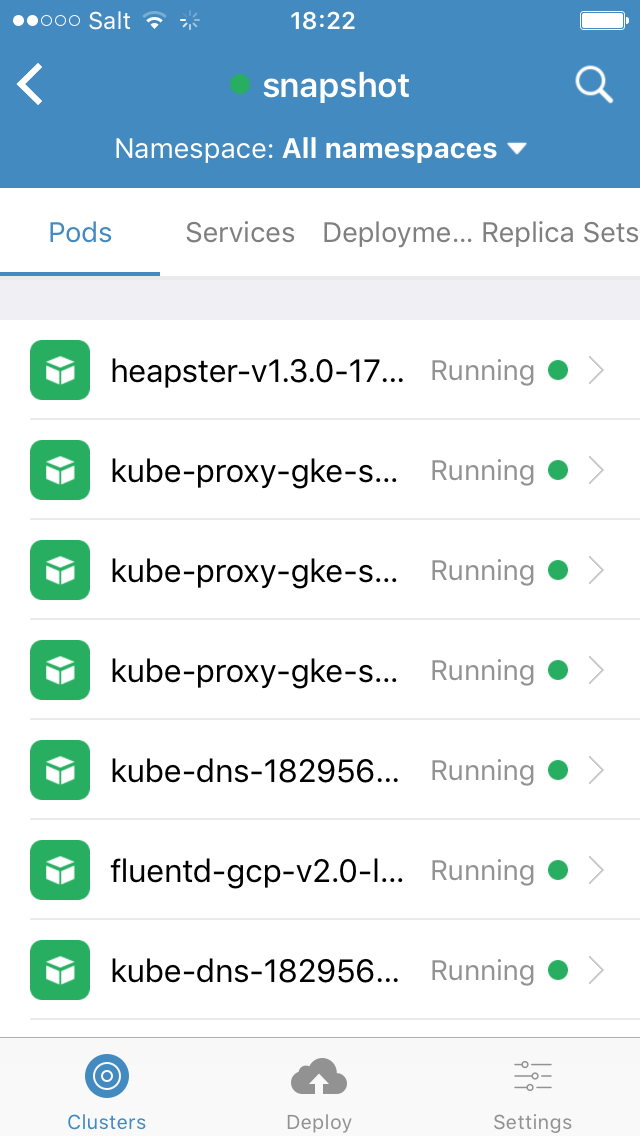 Salt 18:22
snapshot
Namespace: All namespaces
Pods Services Deployme... Replica Sets
heapster-v1.3.0-17... Running
kube-proxy-gke-s... Running
kube-proxy-gke-s... Running
kube-proxy-gke-s... Running
kube-dns-182956... Running
fluentd-gcp-v2.0-l... Running
kube-dns-182956... Running
Clusters Deploy Settings